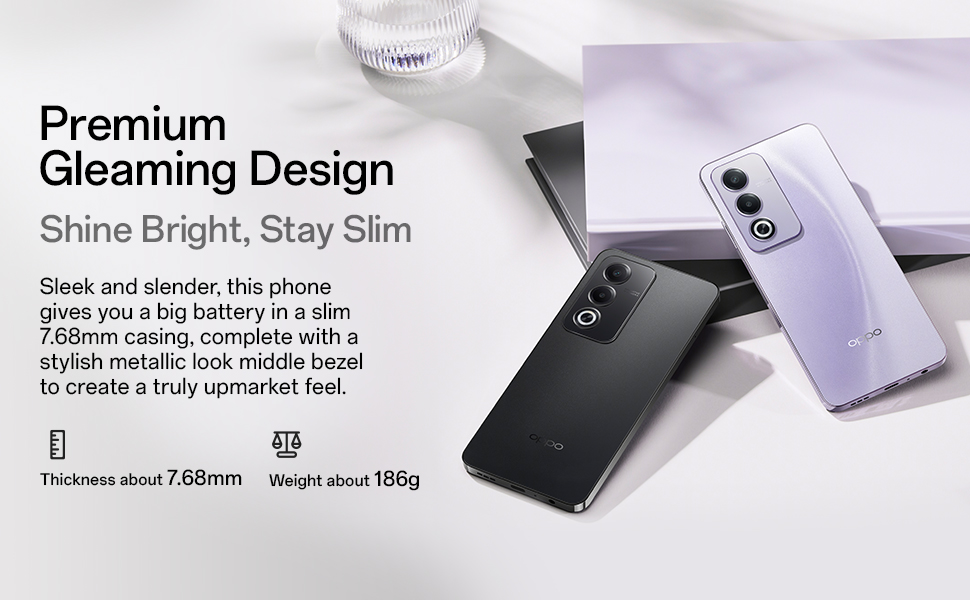 Premium
Gleaming Design
Shine Bright, Stay Slim
Sleek and slender, this phone
gives you a big battery in a slim
7.68mm casing, complete with a
stylish metallic look middle bezel
to create a truly upmarket feel.
Thickness about 7.68mm
Weight about 186g
oppo
oppo